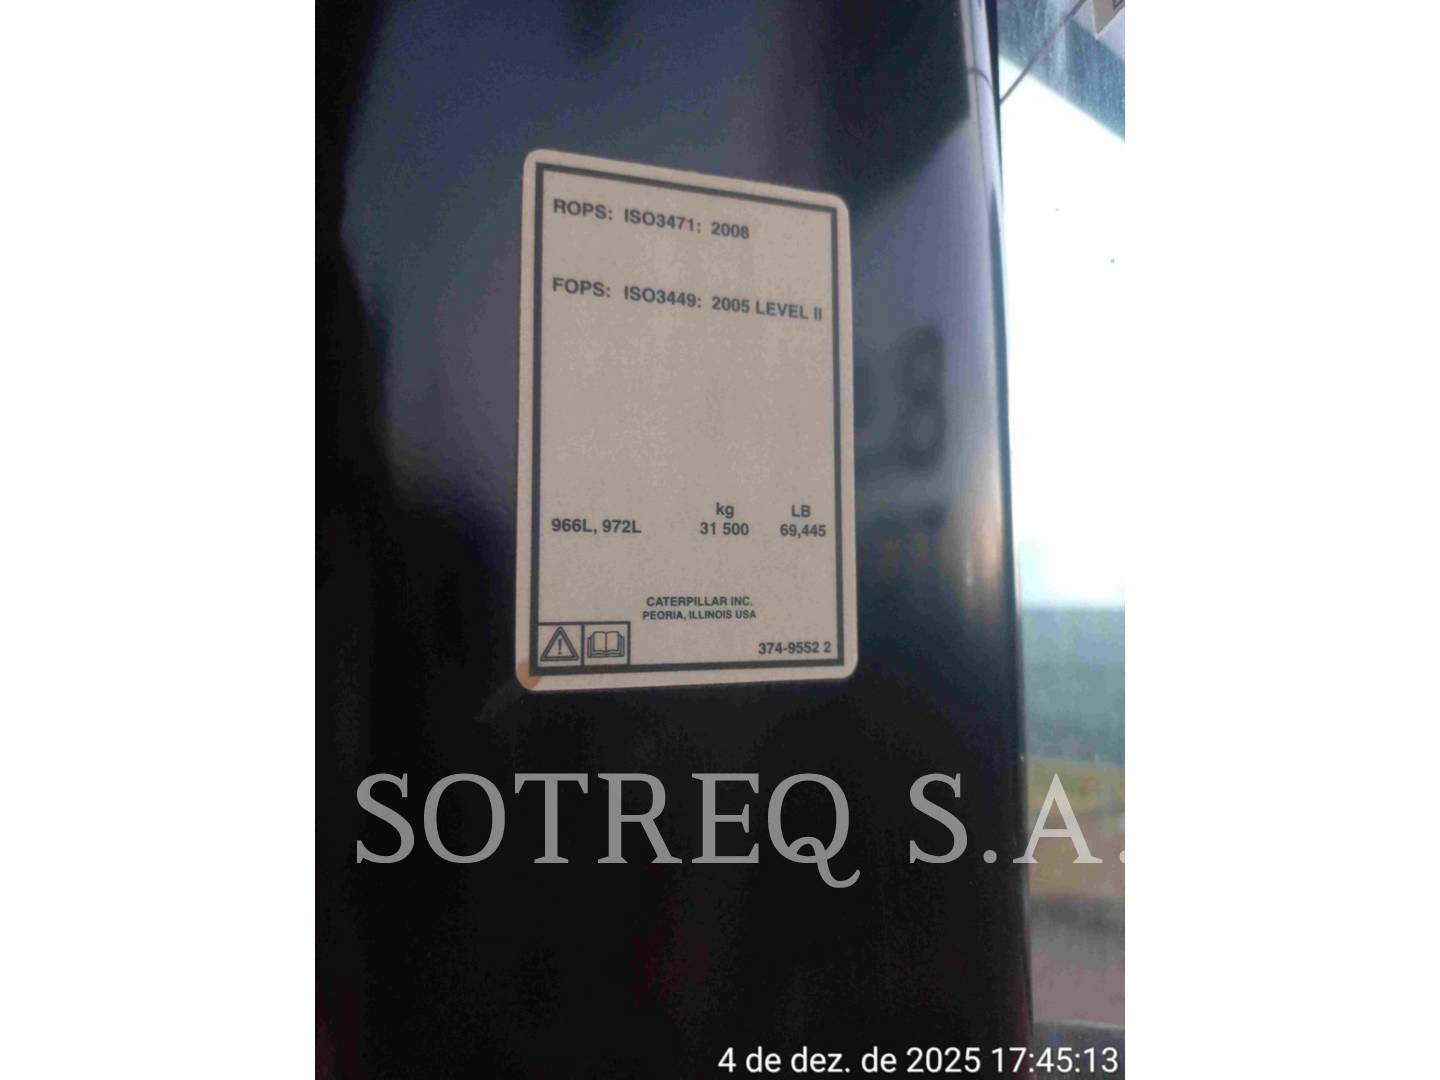 ROPS: ISO3471: 2008
FOPS: ISO3449: 2005 LEVEL II
kg LB
966L, 972L 31 500 69,445
CATERPILLAR INC.
PEORIA, ILLINOIS USA
374-9552 2
8
SOTREQ S.A.
4 de dez. de 2025 17:45:13